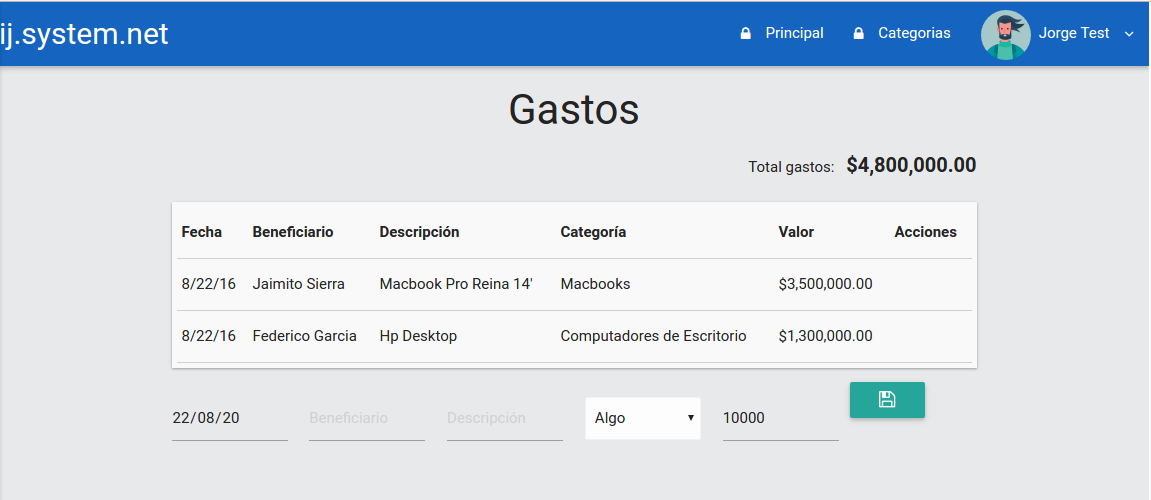 ij.system.net Principal Categorias Jorge Test
Gastos
Total gastos: $4,800,000.00
Fecha Beneficiario Descripción Categoría Valor Acciones
8/22/16 Jaimito Sierra Macbook Pro Reina 14' Macbooks $3,500,000.00
8/22/16 Federico Garcia Hp Desktop Computadores de Escritorio $1,300,000.00
22/08/20 Beneficiario Descripción Algo 10000